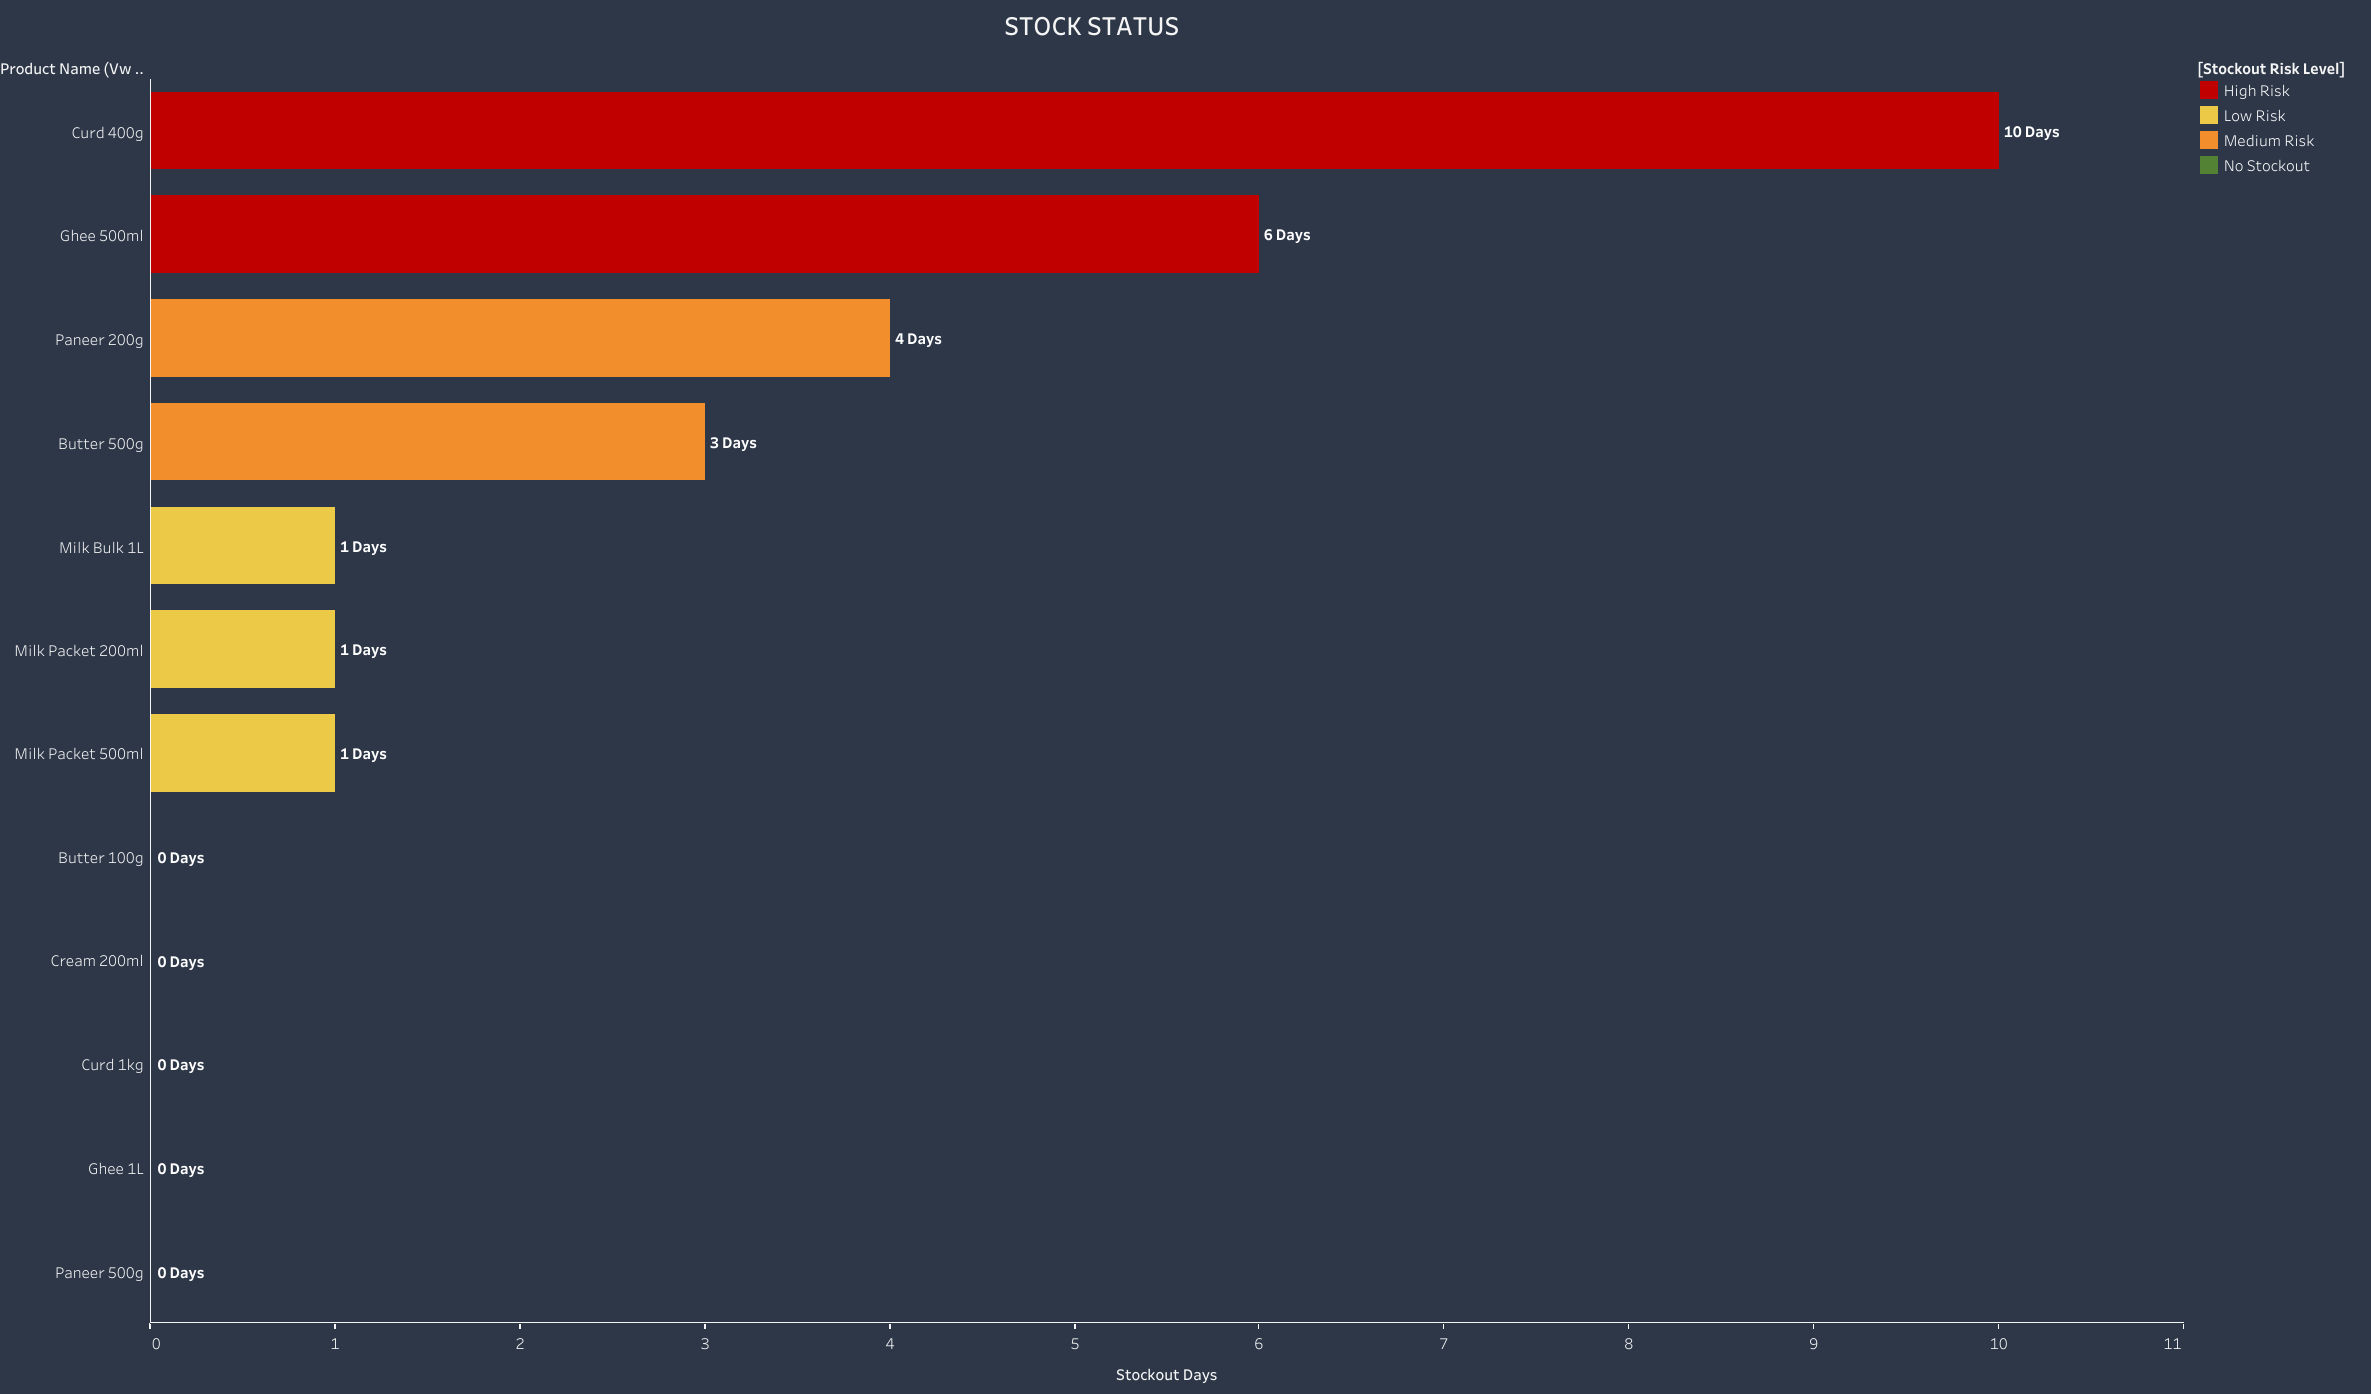 STOCK STATUS
Product Name (Vw ..
[Stockout Risk Level]
High Risk
Low Risk
Medium Risk
No Stockout
Curd 400g 10 Days
Ghee 500ml 6 Days
Paneer 200g 4 Days
Butter 500g 3 Days
Milk Bulk 1L 1 Days
Milk Packet 200ml 1 Days
Milk Packet 500ml 1 Days
Butter 100g 0 Days
Cream 200ml 0 Days
Curd 1kg 0 Days
Ghee 1L 0 Days
Paneer 500g 0 Days
0 1 2 3 4 5 6 7 8 9 10 11
Stockout Days